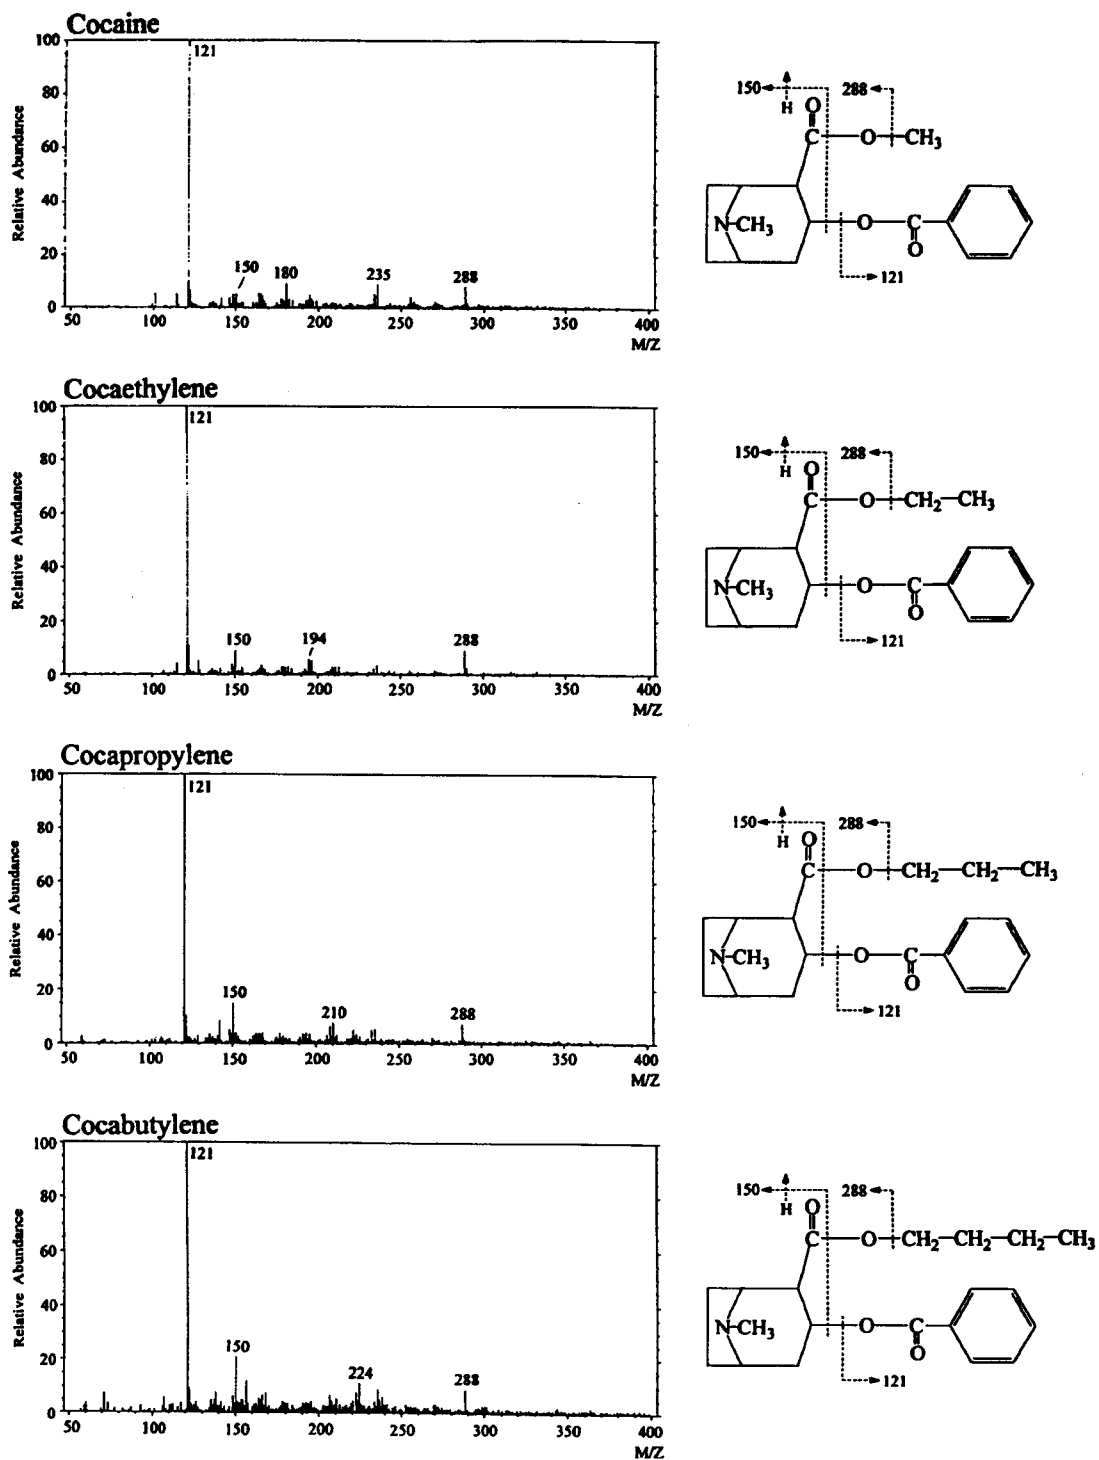 Cocaine
100
80
60
40
20
0
Relative Abundance
121
150
180
235
288
50 100 150 200 250 300 350 400
M/Z
150 H 288
O
C O CH3
N CH3 O C
O
121
Cocaethylene
100
80
60
40
20
0
Relative Abundance
121
150
194
288
50 100 150 200 250 300 350 400
M/Z
150 H 288
O
C O CH2 CH3
N CH3 O C
O
121
Cocapropylene
100
80
60
40
20
0
Relative Abundance
121
150
210
288
50 100 150 200 250 300 350 400
M/Z
150 H 288
O
C O CH2 CH2 CH3
N CH3 O C
O
121
Cocabutylene
100
80
60
40
20
0
Relative Abundance
121
150
224
288
50 100 150 200 250 300 350 400
M/Z
150 H 288
O
C O CH2 CH2 CH2 CH3
N CH3 O C
O
121